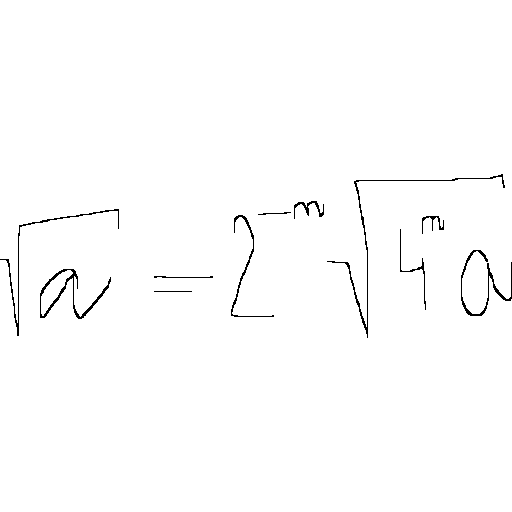 √a = 2^{-n} √(4^n a)